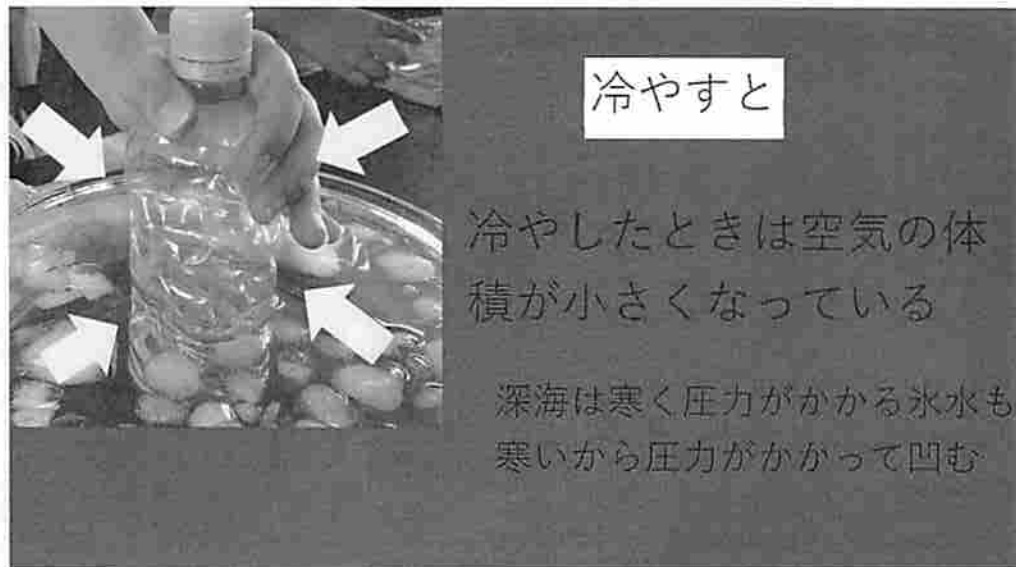 冷やすと
冷やしたときは空気の体
積が小さくなっている
深海は寒く圧力がかかる氷水も
寒いから圧力がかかって凹む